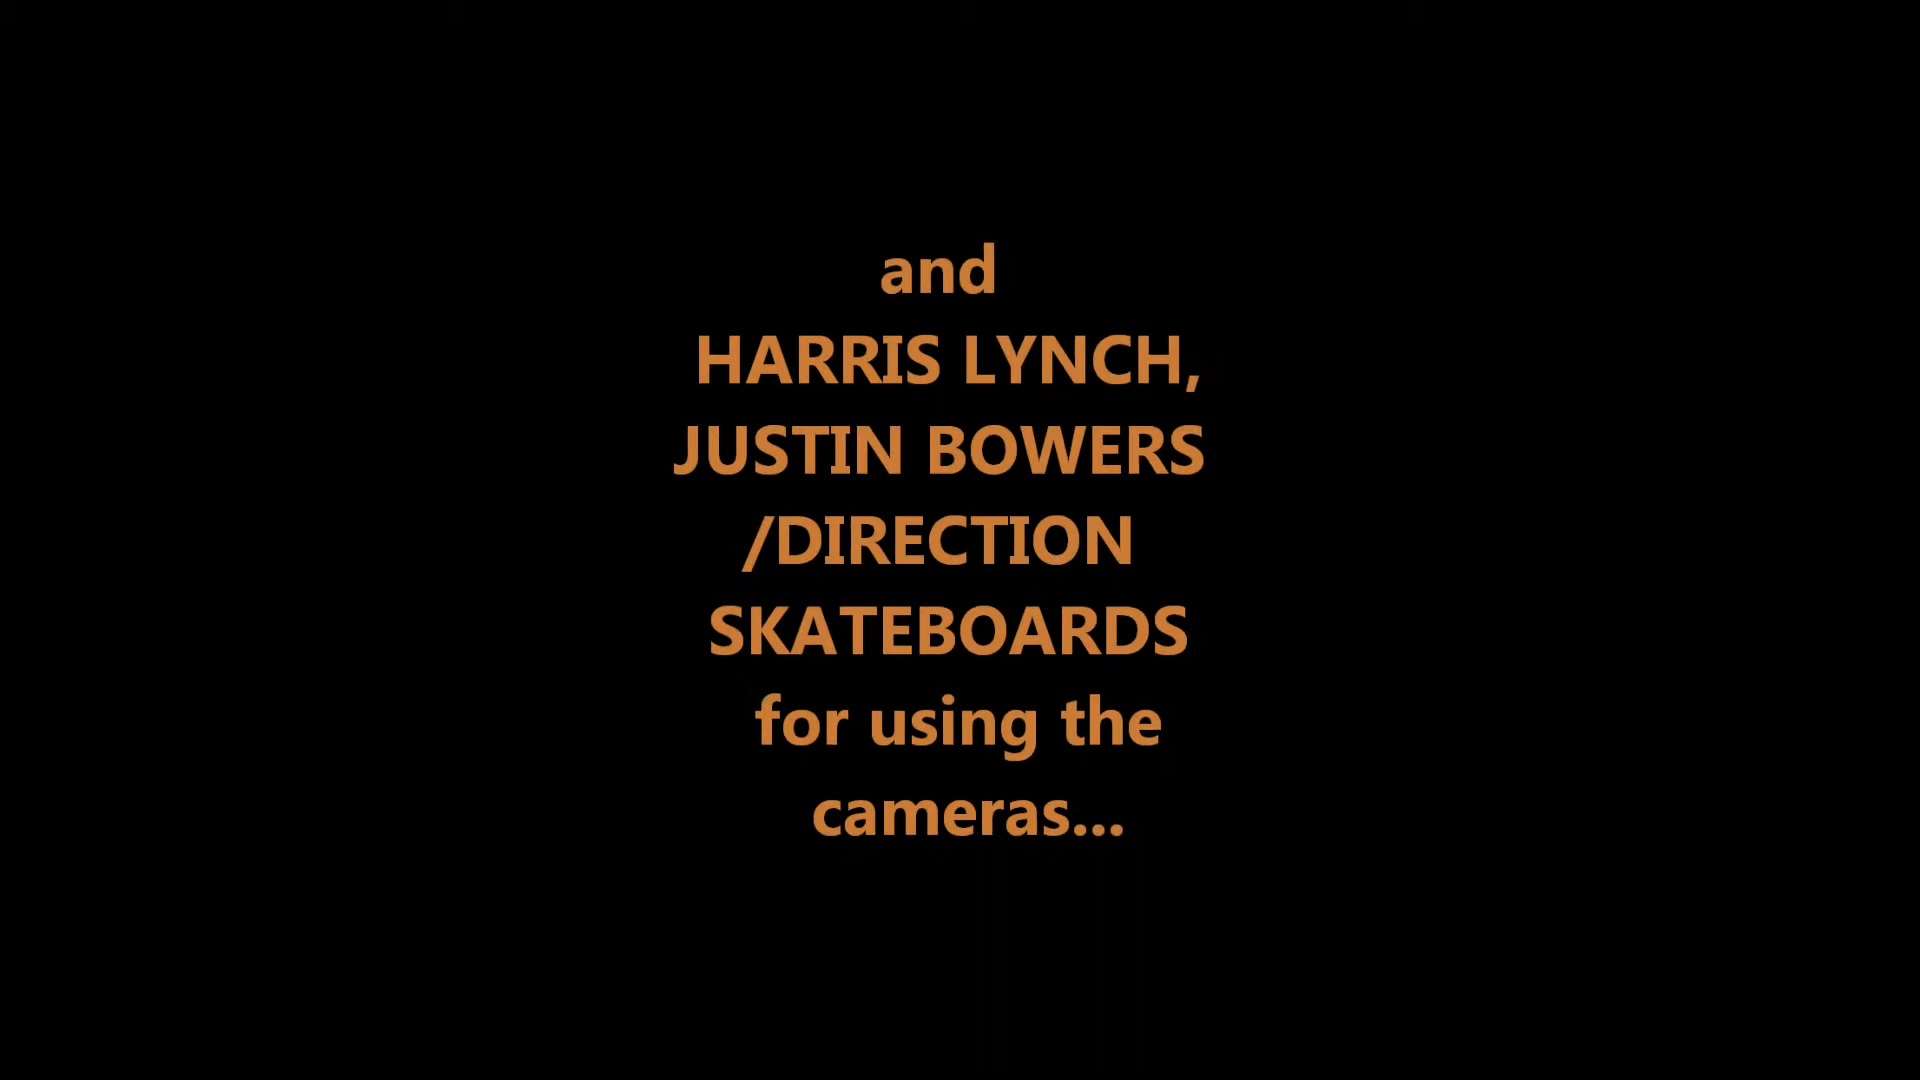 and
HARRIS LYNCH,
JUSTIN BOWERS
/DIRECTION
SKATEBOARDS
for using the
cameras...